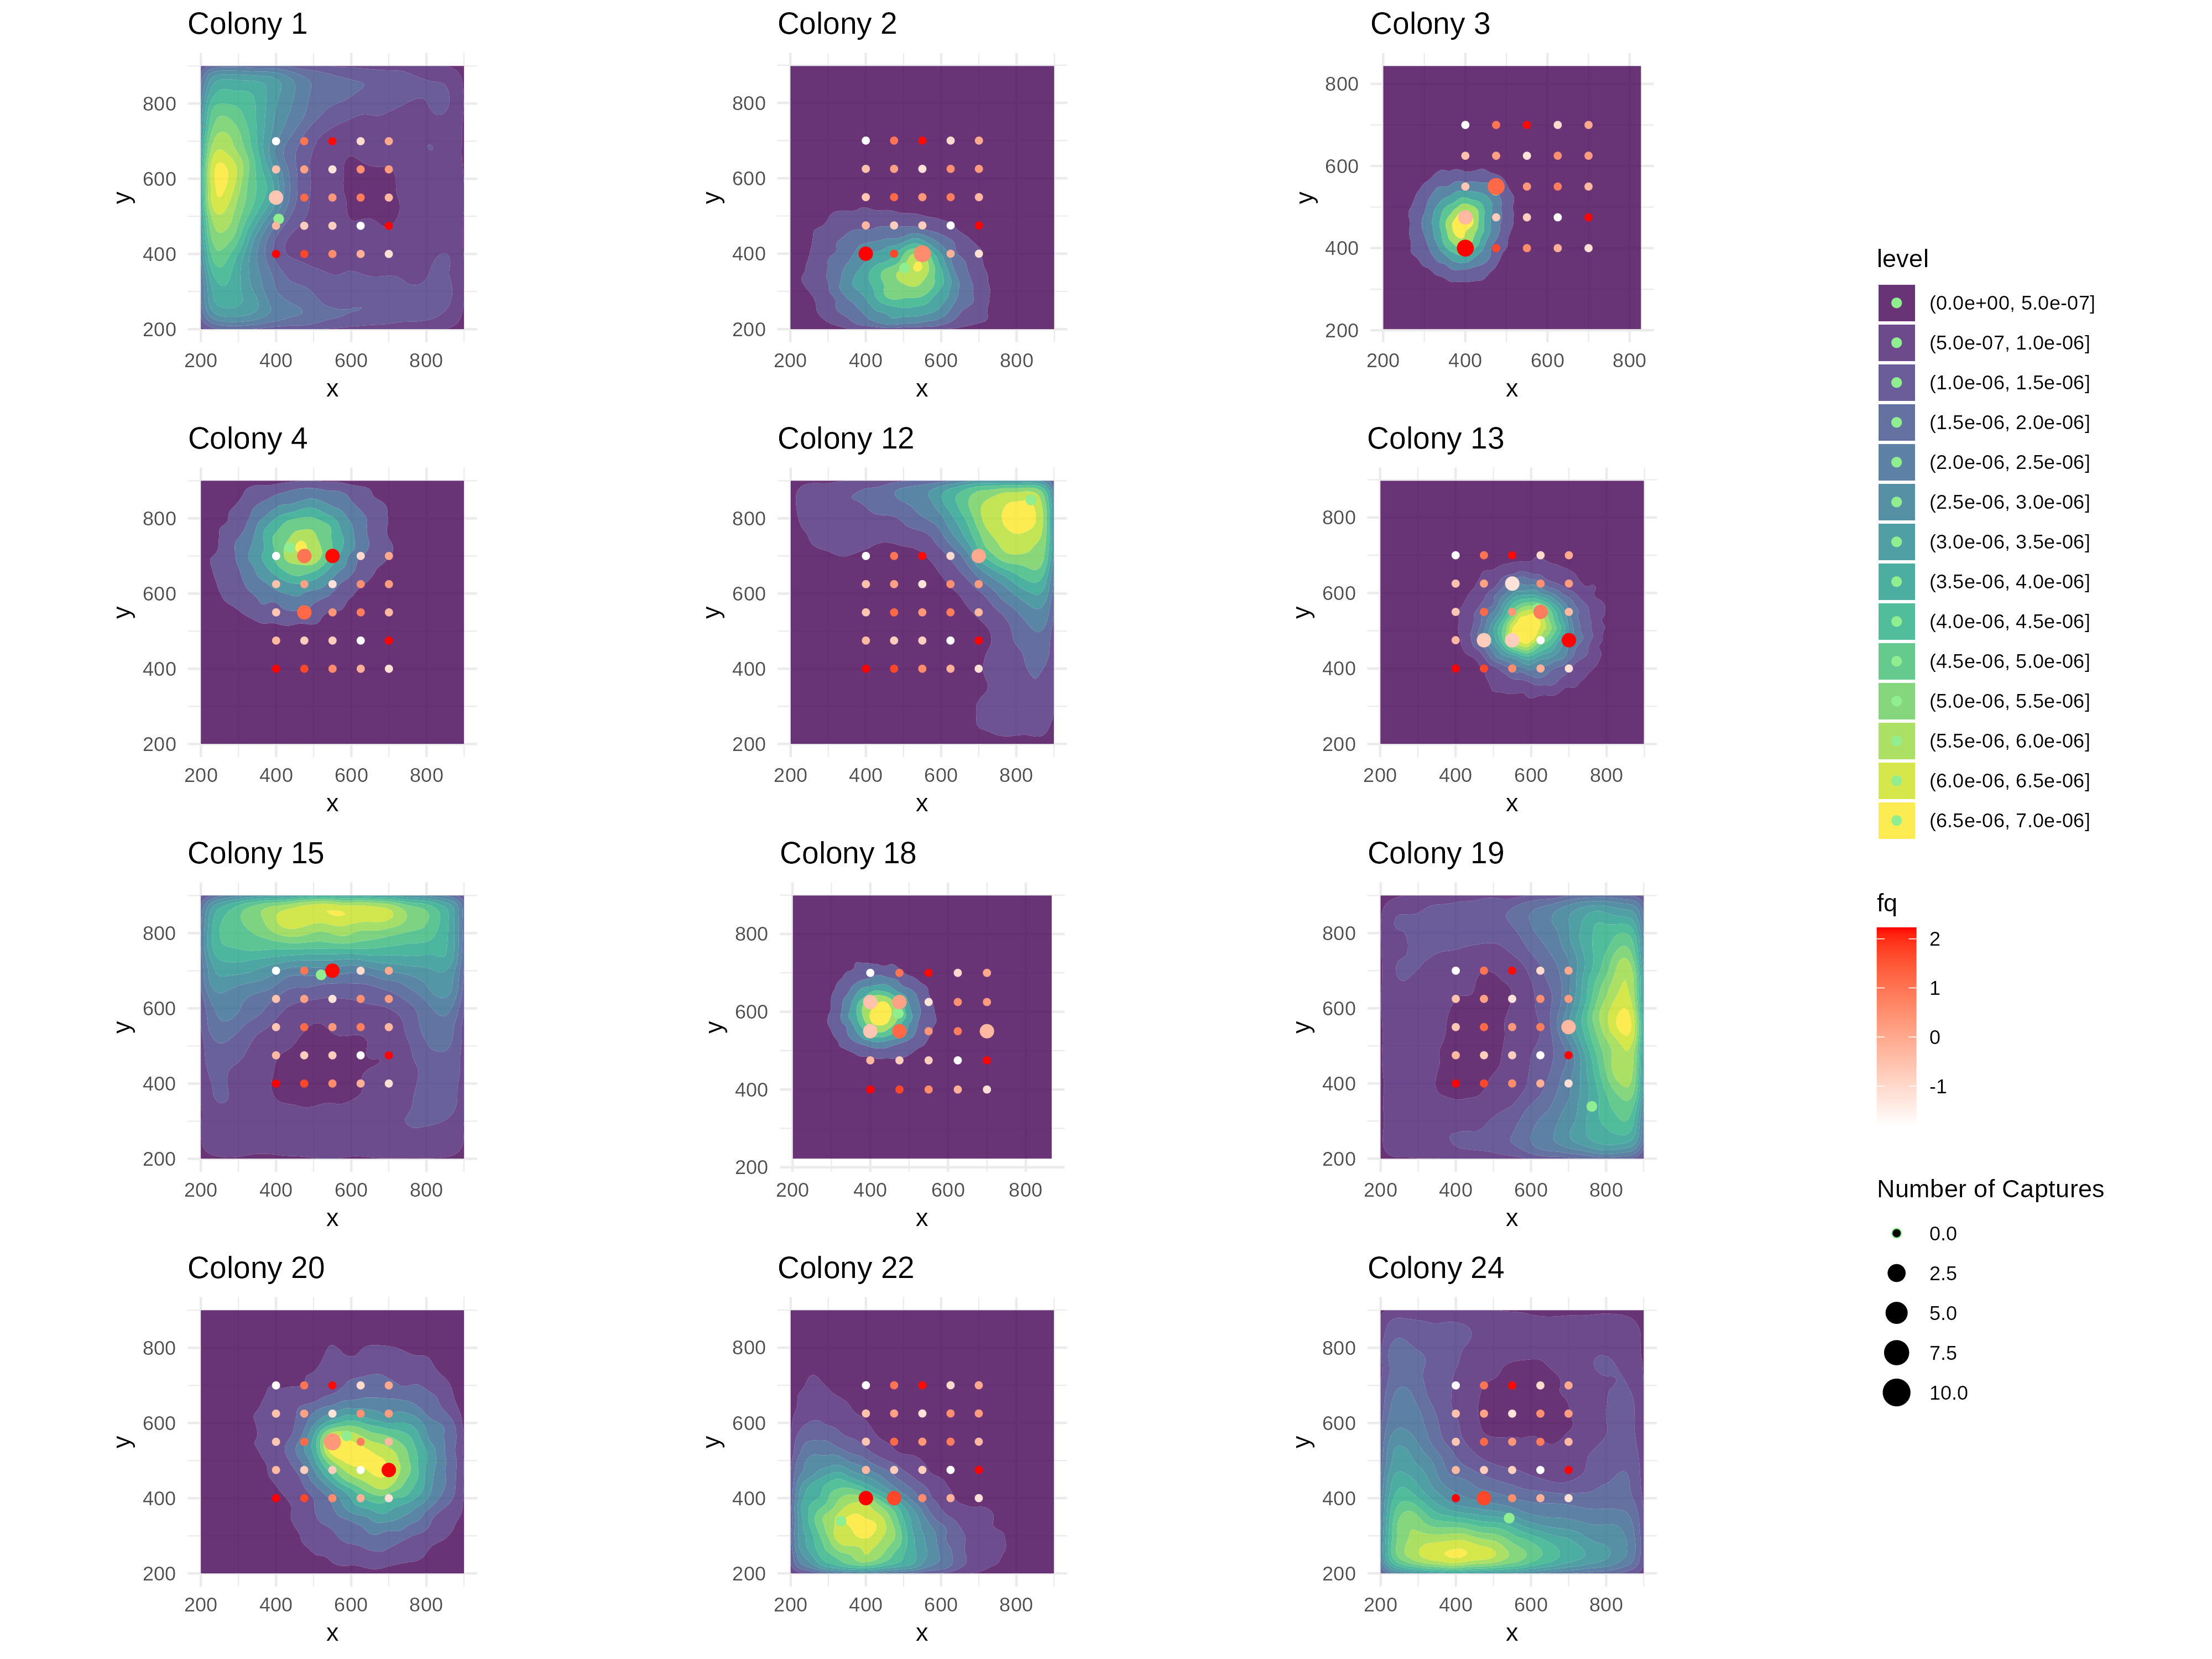 Colony 1
Colony 2
Colony 3
800
600
400
200
y
200 400 600 800
x
800
600
400
200
y
200 400 600 800
x
800
600
400
200
y
200 400 600 800
x
Colony 4
Colony 12
Colony 13
800
600
400
200
y
200 400 600 800
x
800
600
400
200
y
200 400 600 800
x
800
600
400
200
y
200 400 600 800
x
Colony 15
Colony 18
Colony 19
800
600
400
200
y
200 400 600 800
x
800
600
400
200
y
200 400 600 800
x
800
600
400
200
y
200 400 600 800
x
Colony 20
Colony 22
Colony 24
800
600
400
200
y
200 400 600 800
x
800
600
400
200
y
200 400 600 800
x
800
600
400
200
y
200 400 600 800
x
level
(0.0e+00, 5.0e-07]
(5.0e-07, 1.0e-06]
(1.0e-06, 1.5e-06]
(1.5e-06, 2.0e-06]
(2.0e-06, 2.5e-06]
(2.5e-06, 3.0e-06]
(3.0e-06, 3.5e-06]
(3.5e-06, 4.0e-06]
(4.0e-06, 4.5e-06]
(4.5e-06, 5.0e-06]
(5.0e-06, 5.5e-06]
(5.5e-06, 6.0e-06]
(6.0e-06, 6.5e-06]
(6.5e-06, 7.0e-06]
fq
2
1
0
-1
Number of Captures
0.0
2.5
5.0
7.5
10.0